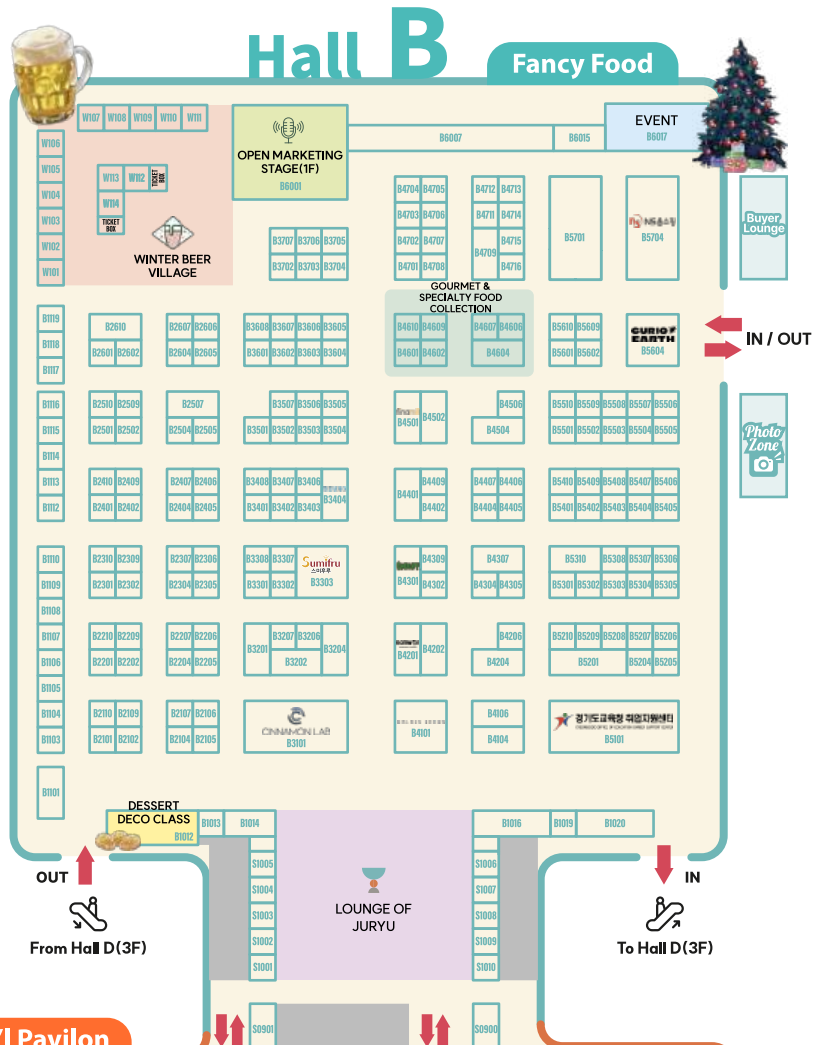 Hall B
Fancy Food
W107 W108 W109 W110 W111
W106
W105
W104
W103
W102
W101
W113 W112 TICKET BOX
W114
TICKET BOX
WINTER BEER
VILLAGE
OPEN MARKETING
STAGE(1F)
B6001
B6007 B6015
EVENT
B6017
B3707 B3706 B3705
B3702 B3703 B3704
B4704 B4705
B4703 B4706
B4702 B4707
B4701 B4708
B4712 B4713
B4711 B4714
B4709 B4715
B4716
B5701
NS홈쇼핑
B5704
Buyer
Lounge
GOURMET &
SPECIALTY FOOD
COLLECTION
B1119
B1118
B1117
B2610
B2601 B2602
B2607 B2606
B2604 B2605
B3608 B3607 B3606 B3605
B3601 B3602 B3603 B3604
B4610 B4609
B4601 B4602
B4607 B4606
B4604
B5610 B5609
B5601 B5602
CURIO
EARTH
B5604
IN / OUT
B1116
B1115
B1114
B1113
B1112
B2510 B2509
B2501 B2502
B2507
B2504 B2505
B3507 B3506 B3505
B3501 B3502 B3503 B3504
B4501 B4502
B4506
B4504
B5510 B5509 B5508 B5507 B5506
B5501 B5502 B5503 B5504 B5505
Photo
Zone
B2410 B2409
B2401 B2402
B2407 B2406
B2404 B2405
B3408 B3407 B3406
B3401 B3402 B3403 B3404
B4401 B4409
B4402
B4407 B4406
B4404 B4405
B5410 B5409 B5408 B5407 B5406
B5401 B5402 B5403 B5404 B5405
B1110
B1109
B1108
B1107
B1106
B1105
B1104
B1103
B1101
B2310 B2309
B2301 B2302
B2307 B2306
B2304 B2305
B3308 B3307
B3301 B3302
Sumifru
스미후루
B3303
B4309
B4301 B4302
B4307
B4304 B4305
B5310 B5308 B5307 B5306
B5301 B5302 B5303 B5304 B5305
B2210 B2209
B2201 B2202
B2207 B2206
B2204 B2205
B3201 B3207 B3206 B3204
B3202
B4201 B4202
B4206
B4204
B5210 B5209 B5208 B5207 B5206
B5201 B5204 B5205
B2110 B2109
B2101 B2102
B2107 B2106
B2104 B2105
CINNAMON LAB
B3101
B4101
B4106
B4104
경기도교육청 취업지원센터
B5101
DESSERT
DECO CLASS
B1012
B1013 B1014
B1016 B1019 B1020
S1005
S1004
S1003
S1002
S1001
LOUNGE OF
JURYU
S1006
S1007
S1008
S1009
S1010
OUT
From Hall D(3F)
IN
To Hall D(3F)
S0901
S0900
Pavilon